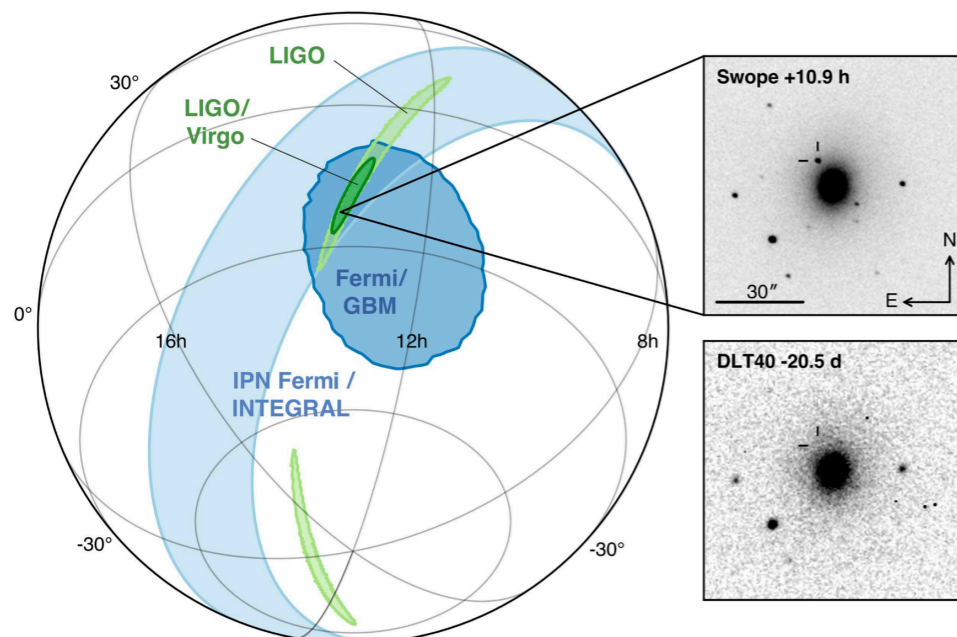 LIGO
30°
LIGO/
Virgo
Fermi/
GBM
0°
16h
12h
8h
IPN Fermi /
INTEGRAL
-30°
-30°
Swope +10.9 h
N
30″
E
DLT40 -20.5 d